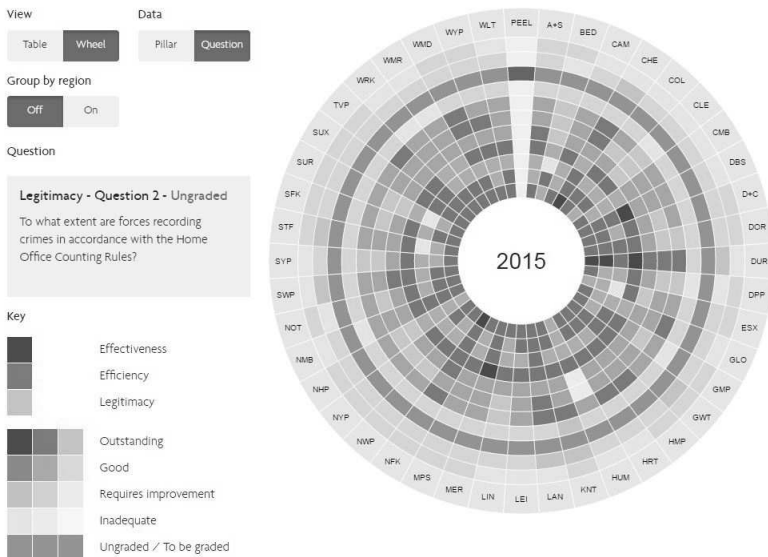 View
Data
Table
Wheel
Pillar
Question
Group by region
Off
On
Question
Legitimacy - Question 2 - Ungraded
To what extent are forces recording
crimes in accordance with the Home
Office Counting Rules?
Key
Effectiveness
Efficiency
Legitimacy
Outstanding
Good
Requires improvement
Inadequate
Ungraded / To be graded
PEEL
A+S
BED
CAM
CHE
COL
CLE
CMB
DBS
D+C
DOR
DUR
DPP
ESX
GLO
GMP
GWT
HMP
HRT
HUM
KNT
LAN
LEI
LIN
MER
MPS
NFK
NWP
NYP
NHP
NMB
NOT
SWP
SYP
STF
SFK
SUR
SUX
TVP
WRK
WMR
WMD
WYP
WLT
2015